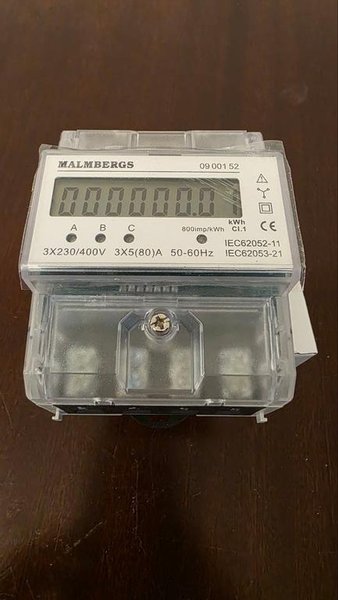 MALMBERGS 09 001 52
000000.0
kWh
Cl.1
A B C 800imp/kWh
3X230/400V 3X5(80)A 50-60Hz
CE
IEC62052-11
IEC62053-21